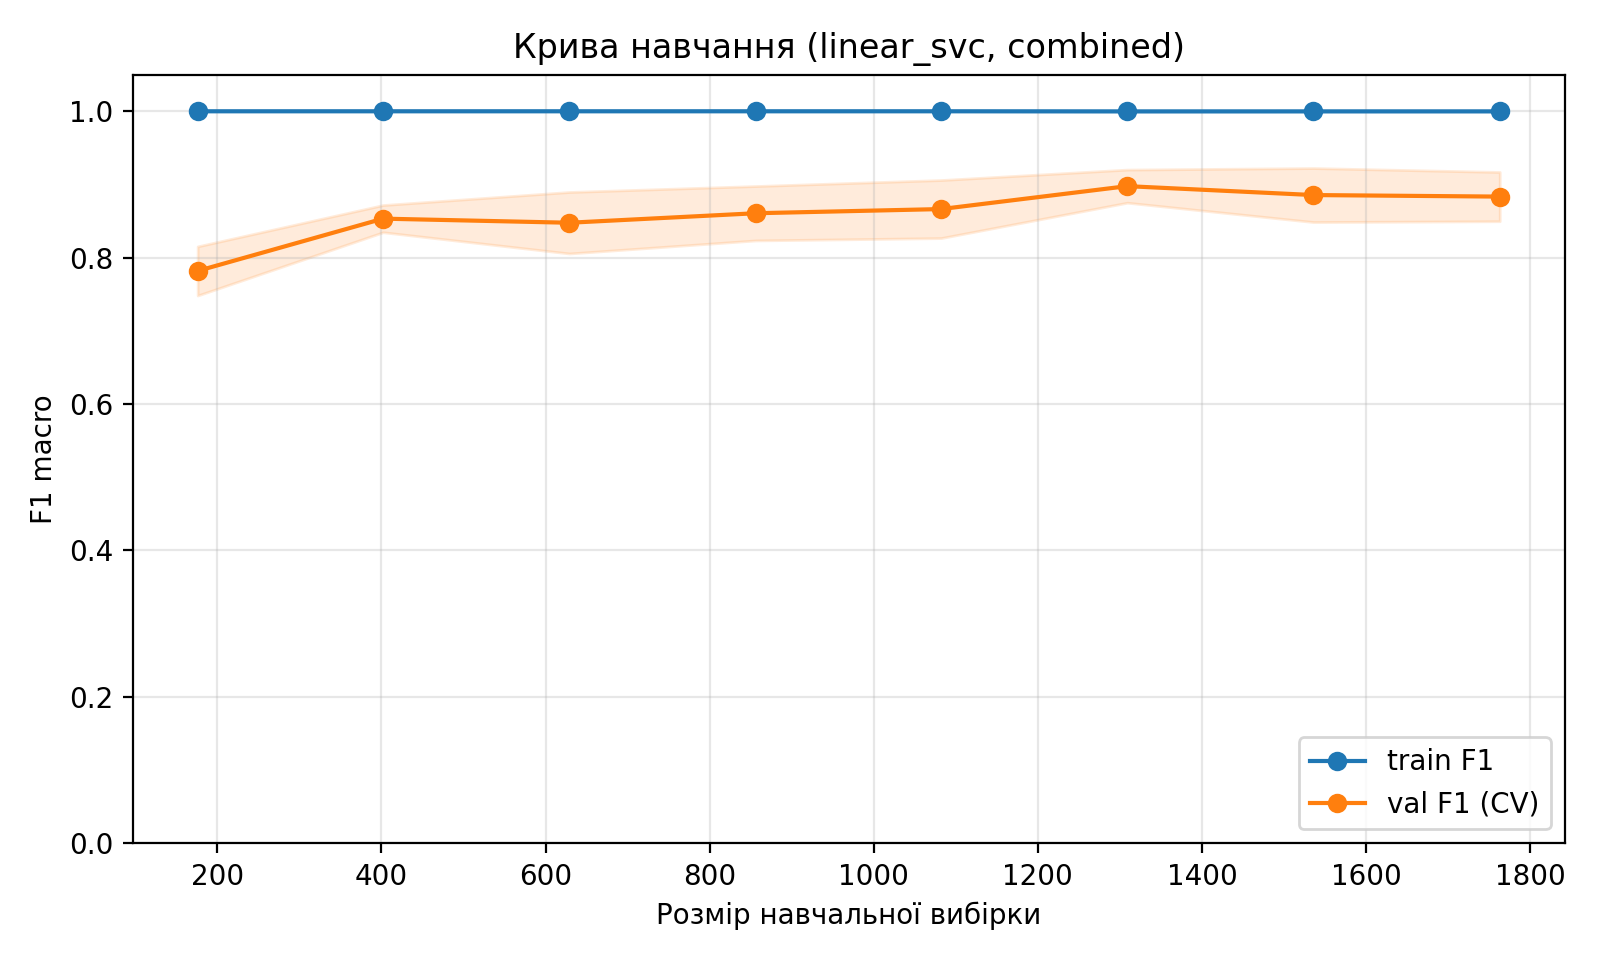 Крива навчання (linear_svc, combined)
F1 macro
1.0
0.8
0.6
0.4
0.2
0.0
train F1
val F1 (CV)
200 400 600 800 1000 1200 1400 1600 1800
Розмір навчальної вибірки